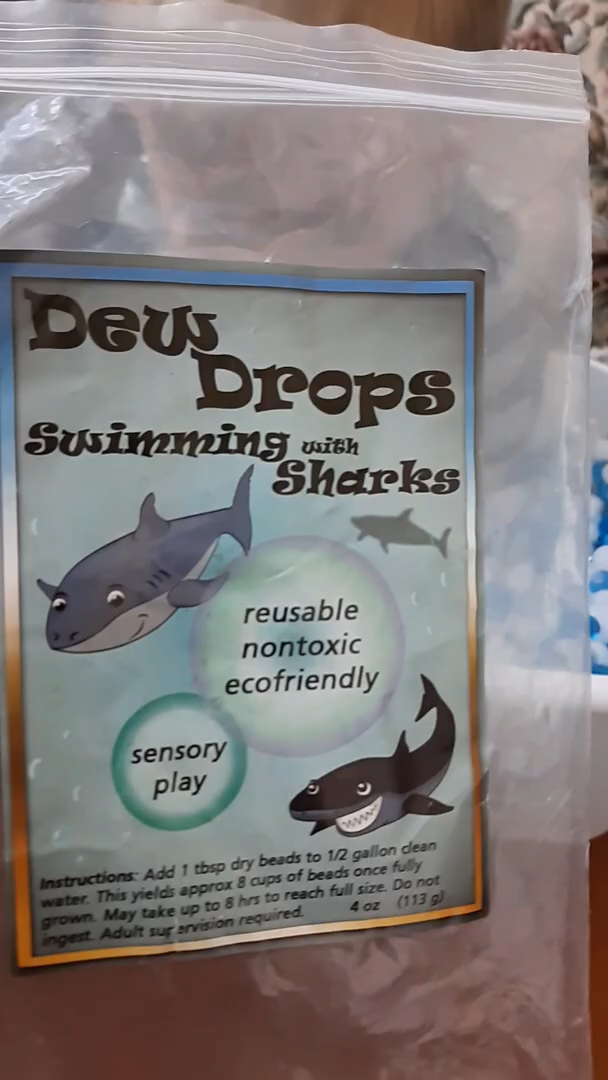 Dew
Drops
Swimming with
Sharks
reusable
nontoxic
ecofriendly
sensory
play
Instructions: Add 1 tbsp dry beads to 1/2 gallon clean
water. This yields approx 8 cups of beads once fully
grown. May take up to 8 hrs to reach full size. Do not
ingest. Adult supervision required. 4 oz (113 g)